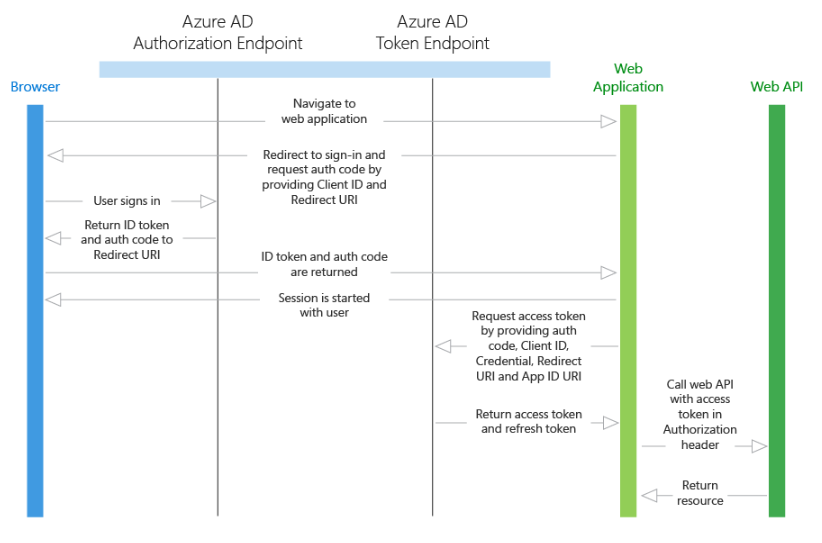 Azure AD
Authorization Endpoint
Azure AD
Token Endpoint
Browser
Web
Application
Web API
Navigate to
web application
Redirect to sign-in and
request auth code by
providing Client ID and
Redirect URI
User signs in
Return ID token
and auth code to
Redirect URI
ID token and auth code
are returned
Session is started
with user
Request access token
by providing auth
code, Client ID,
Credential, Redirect
URI and App ID URI
Return access token
and refresh token
Call web API
with access
token in
Authorization
header
Return
resource